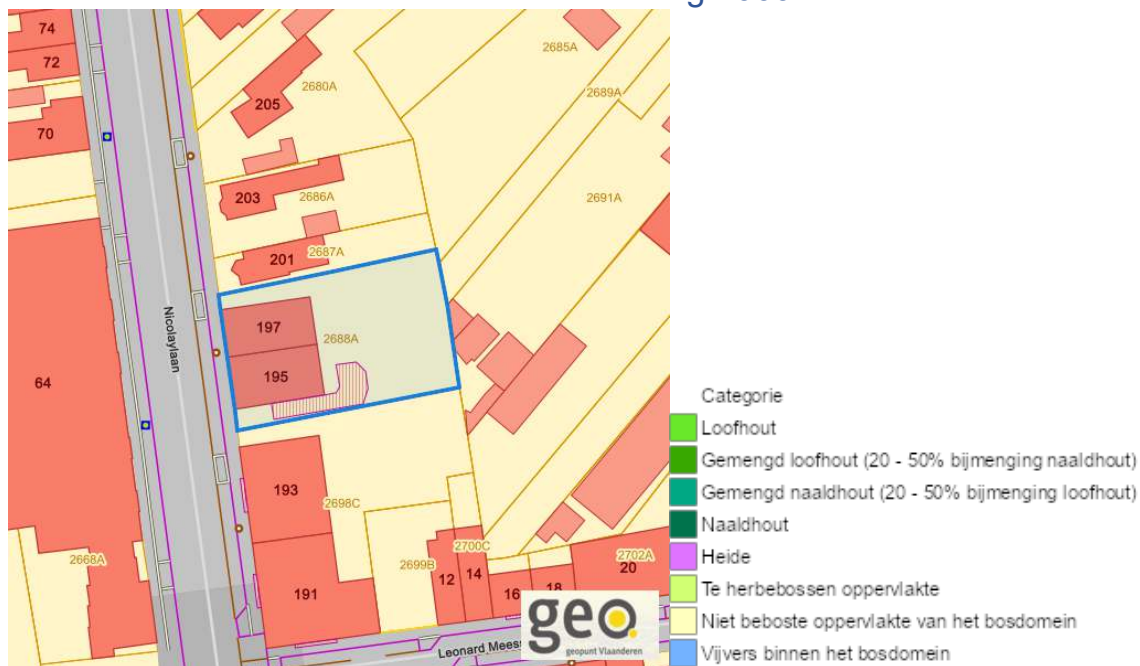 74
72
70
205
2680A
2685A
2689A
203
2686A
2691A
201
2687A
197
2688A
195
Nicolaylaan
64
193
2698C
2668A
2699B
2700C
12
14
16
18
2702A
20
191
Leonard Meess
geo
geopunt Vlaanderen
Categorie
Loofhout
Gemengd loofhout (20 - 50% bijmenging naaldhout)
Gemengd naaldhout (20 - 50% bijmenging loofhout)
Naaldhout
Heide
Te herbebossen oppervlakte
Niet beboste oppervlakte van het bosdomein
Vijvers binnen het bosdomein